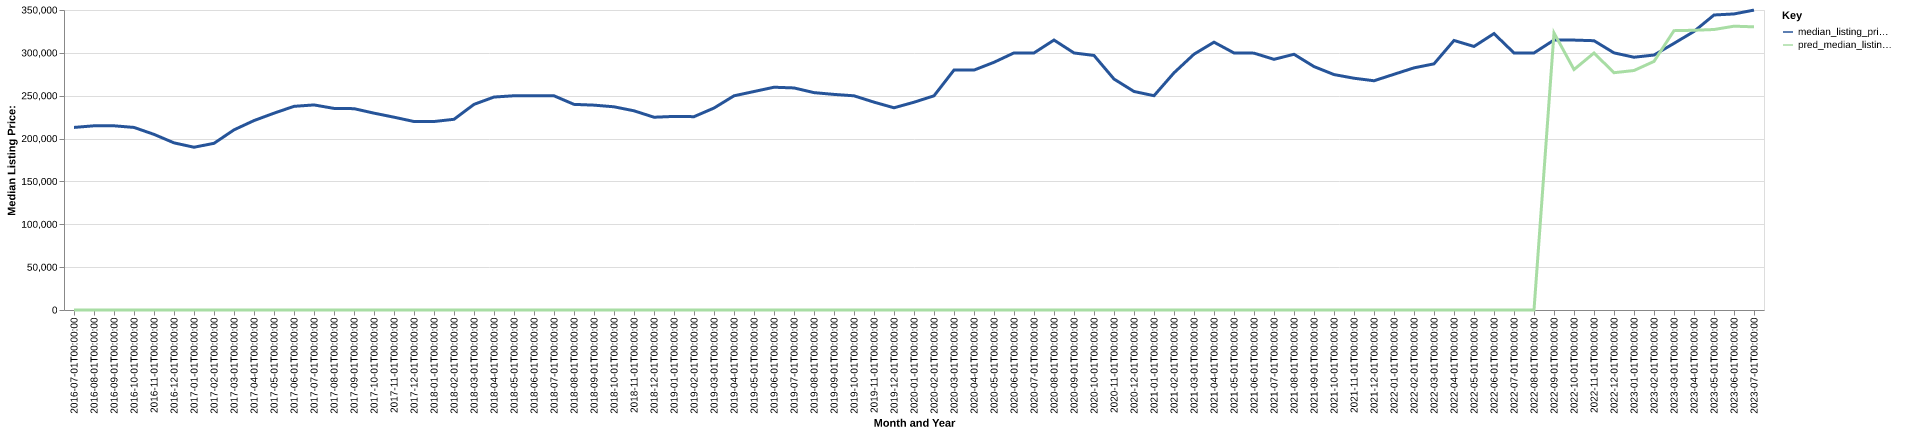 350,000
300,000
250,000
200,000
150,000
100,000
50,000
0
Median Listing Price:
2016-07-01T00:00:00
2016-08-01T00:00:00
2016-09-01T00:00:00
2016-10-01T00:00:00
2016-11-01T00:00:00
2016-12-01T00:00:00
2017-01-01T00:00:00
2017-02-01T00:00:00
2017-03-01T00:00:00
2017-04-01T00:00:00
2017-05-01T00:00:00
2017-06-01T00:00:00
2017-07-01T00:00:00
2017-08-01T00:00:00
2017-09-01T00:00:00
2017-10-01T00:00:00
2017-11-01T00:00:00
2017-12-01T00:00:00
2018-01-01T00:00:00
2018-02-01T00:00:00
2018-03-01T00:00:00
2018-04-01T00:00:00
2018-05-01T00:00:00
2018-06-01T00:00:00
2018-07-01T00:00:00
2018-08-01T00:00:00
2018-09-01T00:00:00
2018-10-01T00:00:00
2018-11-01T00:00:00
2018-12-01T00:00:00
2019-01-01T00:00:00
2019-02-01T00:00:00
2019-03-01T00:00:00
2019-04-01T00:00:00
2019-05-01T00:00:00
2019-06-01T00:00:00
2019-07-01T00:00:00
2019-08-01T00:00:00
2019-09-01T00:00:00
2019-10-01T00:00:00
2019-11-01T00:00:00
2019-12-01T00:00:00
2020-01-01T00:00:00
2020-02-01T00:00:00
2020-03-01T00:00:00
2020-04-01T00:00:00
2020-05-01T00:00:00
2020-06-01T00:00:00
2020-07-01T00:00:00
2020-08-01T00:00:00
2020-09-01T00:00:00
2020-10-01T00:00:00
2020-11-01T00:00:00
2020-12-01T00:00:00
2021-01-01T00:00:00
2021-02-01T00:00:00
2021-03-01T00:00:00
2021-04-01T00:00:00
2021-05-01T00:00:00
2021-06-01T00:00:00
2021-07-01T00:00:00
2021-08-01T00:00:00
2021-09-01T00:00:00
2021-10-01T00:00:00
2021-11-01T00:00:00
2021-12-01T00:00:00
2022-01-01T00:00:00
2022-02-01T00:00:00
2022-03-01T00:00:00
2022-04-01T00:00:00
2022-05-01T00:00:00
2022-06-01T00:00:00
2022-07-01T00:00:00
2022-08-01T00:00:00
2022-09-01T00:00:00
2022-10-01T00:00:00
2022-11-01T00:00:00
2022-12-01T00:00:00
2023-01-01T00:00:00
2023-02-01T00:00:00
2023-03-01T00:00:00
2023-04-01T00:00:00
2023-05-01T00:00:00
2023-06-01T00:00:00
2023-07-01T00:00:00
Month and Year
Key
median_listing_pri…
pred_median_listin…